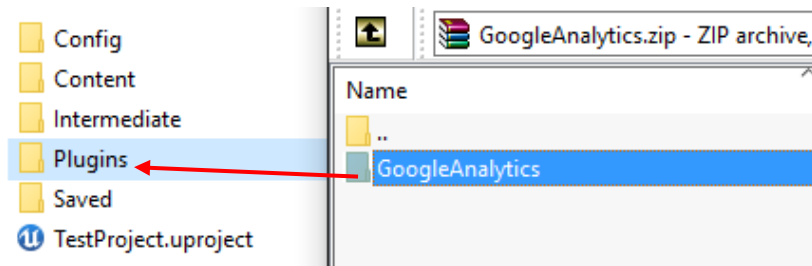 Config
Content
Intermediate
Plugins
Saved
TestProject.uproject
GoogleAnalytics.zip - ZIP archive,
Name
..
GoogleAnalytics